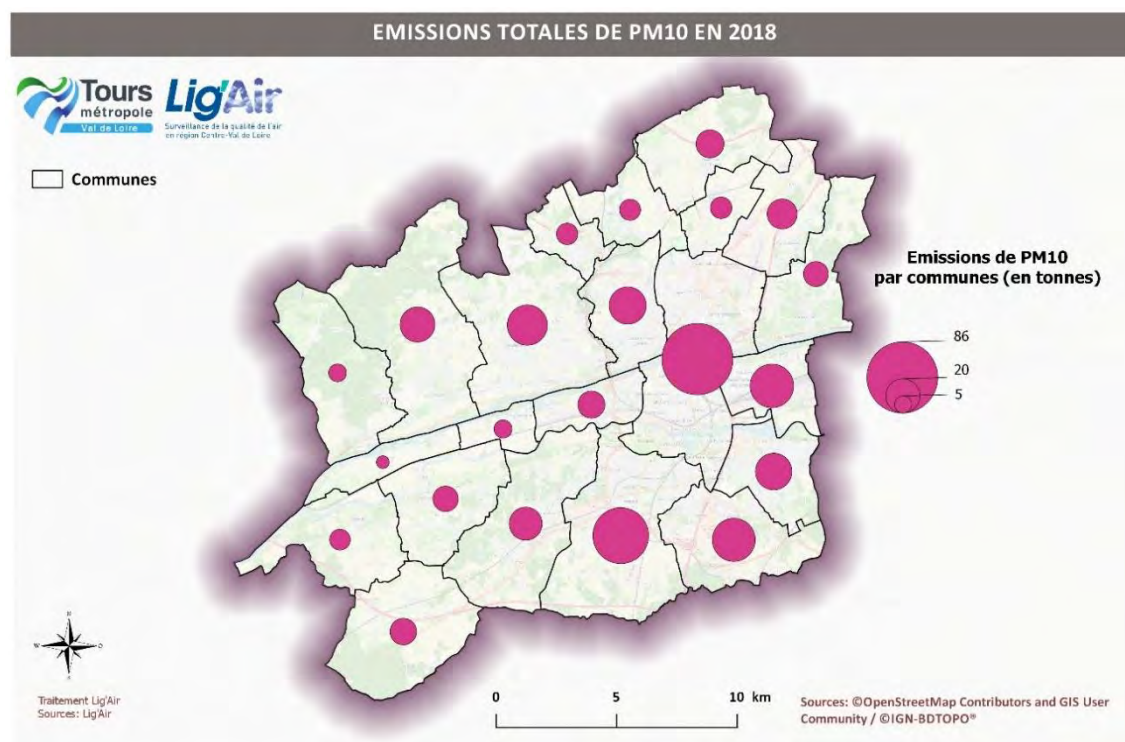 EMISSIONS TOTALES DE PM10 EN 2018
Tours
métropole
Val de Loire
Lig'Air
Surveillance de la qualité de l'air
en région Centre-Val de Loire
Communes
Emissions de PM10
par communes (en tonnes)
86
20
5
N
W
O
S
0 5 10 km
Traitement Lig'Air
Sources: Lig'Air
Sources: ©OpenStreetMap Contributors and GIS User
Community / ©IGN-BDTOPO®